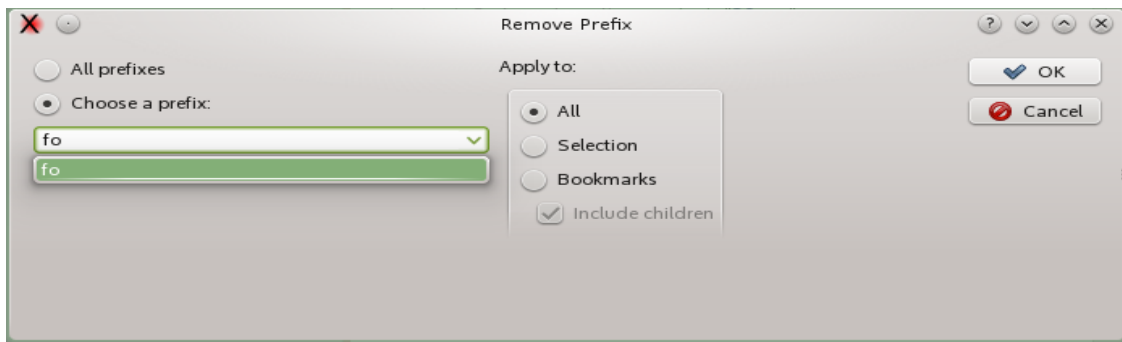 Remove Prefix
All prefixes
Choose a prefix:
fo
fo
Apply to:
All
Selection
Bookmarks
Include children
OK
Cancel